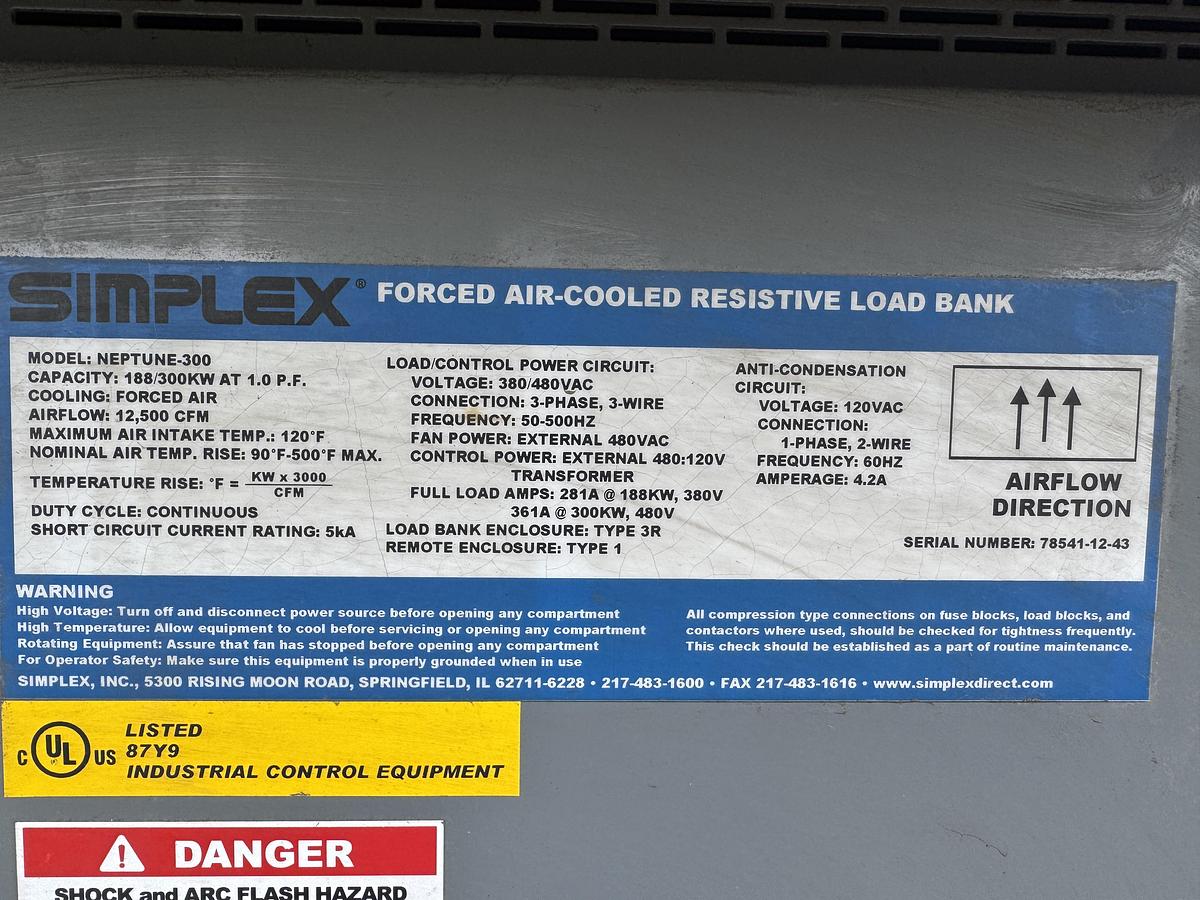 SIMPLEX® FORCED AIR-COOLED RESISTIVE LOAD BANK
MODEL: NEPTUNE-300
CAPACITY: 188/300KW AT 1.0 P.F.
COOLING: FORCED AIR
AIRFLOW: 12,500 CFM
MAXIMUM AIR INTAKE TEMP.: 120°F
NOMINAL AIR TEMP. RISE: 90°F-500°F MAX.
TEMPERATURE RISE: °F = KW x 3000
CFM
DUTY CYCLE: CONTINUOUS
SHORT CIRCUIT CURRENT RATING: 5kA
LOAD/CONTROL POWER CIRCUIT:
VOLTAGE: 380/480VAC
CONNECTION: 3-PHASE, 3-WIRE
FREQUENCY: 50-500HZ
FAN POWER: EXTERNAL 480VAC
CONTROL POWER: EXTERNAL 480:120V
TRANSFORMER
FULL LOAD AMPS: 281A @ 188KW, 380V
361A @ 300KW, 480V
LOAD BANK ENCLOSURE: TYPE 3R
REMOTE ENCLOSURE: TYPE 1
ANTI-CONDENSATION
CIRCUIT:
VOLTAGE: 120VAC
CONNECTION:
1-PHASE, 2-WIRE
FREQUENCY: 60HZ
AMPERAGE: 4.2A
AIRFLOW
DIRECTION
SERIAL NUMBER: 78541-12-43
WARNING
High Voltage: Turn off and disconnect power source before opening any compartment
High Temperature: Allow equipment to cool before servicing or opening any compartment
Rotating Equipment: Assure that fan has stopped before opening any compartment
For Operator Safety: Make sure this equipment is properly grounded when in use
All compression type connections on fuse blocks, load blocks, and
contactors where used, should be checked for tightness frequently.
This check should be established as a part of routine maintenance.
SIMPLEX, INC., 5300 RISING MOON ROAD, SPRINGFIELD, IL 62711-6228 • 217-483-1600 • FAX 217-483-1616 • www.simplexdirect.com
C UL® US
LISTED
87Y9
INDUSTRIAL CONTROL EQUIPMENT
DANGER
SHOCK and ARC FLASH HAZARD